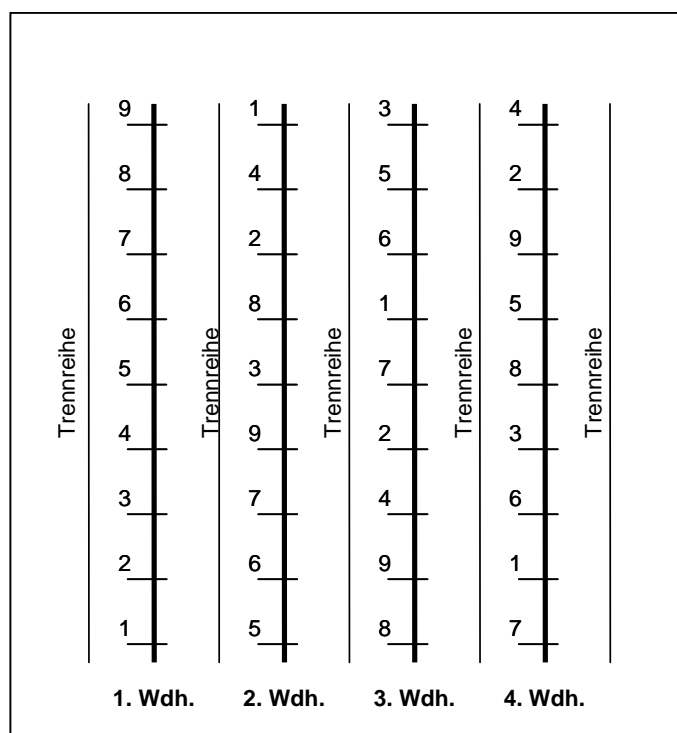 9 1 3 4
8 4 5 2
7 2 6 9
6 8 1 5
Trennreihe Trennreihe Trennreihe Trennreihe Trennreihe
5 3 7 8
4 9 2 3
3 7 4 6
2 6 9 1
1 5 8 7
1. Wdh. 2. Wdh. 3. Wdh. 4. Wdh.